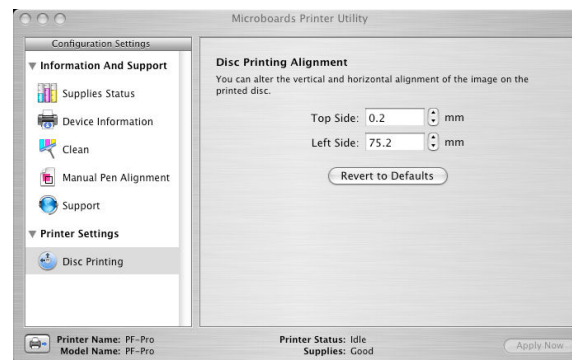 Microboards Printer Utility
Configuration Settings
Information And Support
Supplies Status
Device Information
Clean
Manual Pen Alignment
Support
Printer Settings
Disc Printing
Disc Printing Alignment
You can alter the vertical and horizontal alignment of the image on the
printed disc.
Top Side: 0.2 mm
Left Side: 75.2 mm
Revert to Defaults
Printer Name: PF-Pro
Model Name: PF-Pro
Printer Status: Idle
Supplies: Good
Apply Now